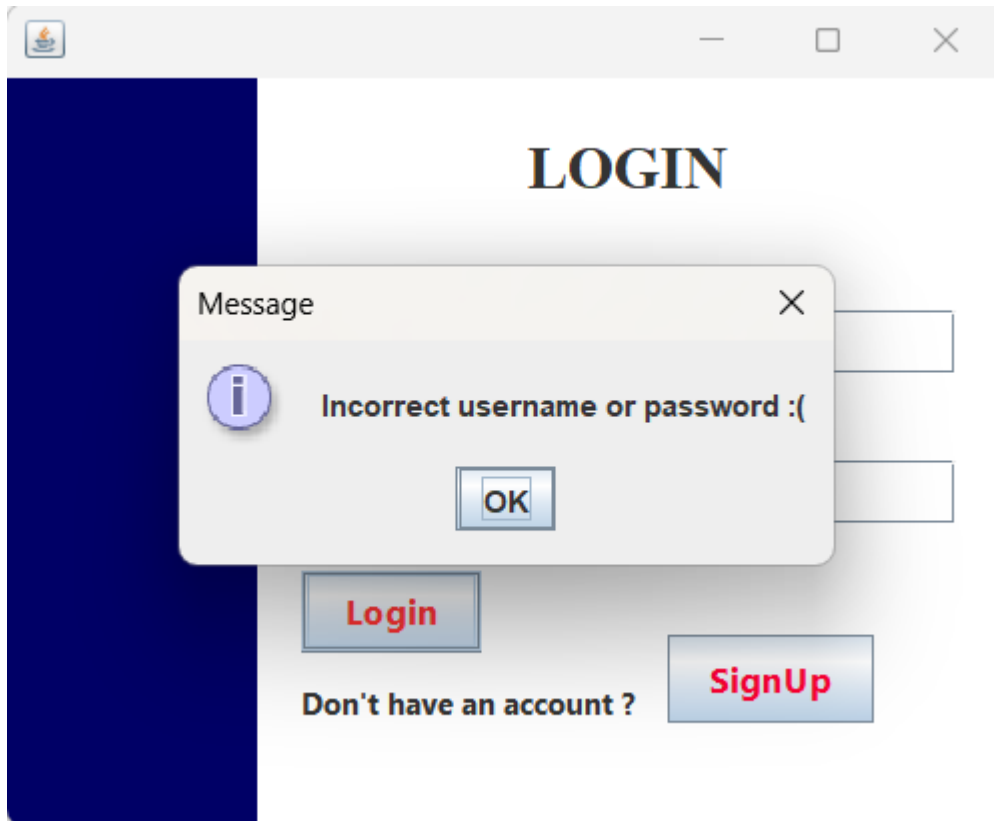 LOGIN
Message
Incorrect username or password :(
OK
Login
Don't have an account ?
SignUp